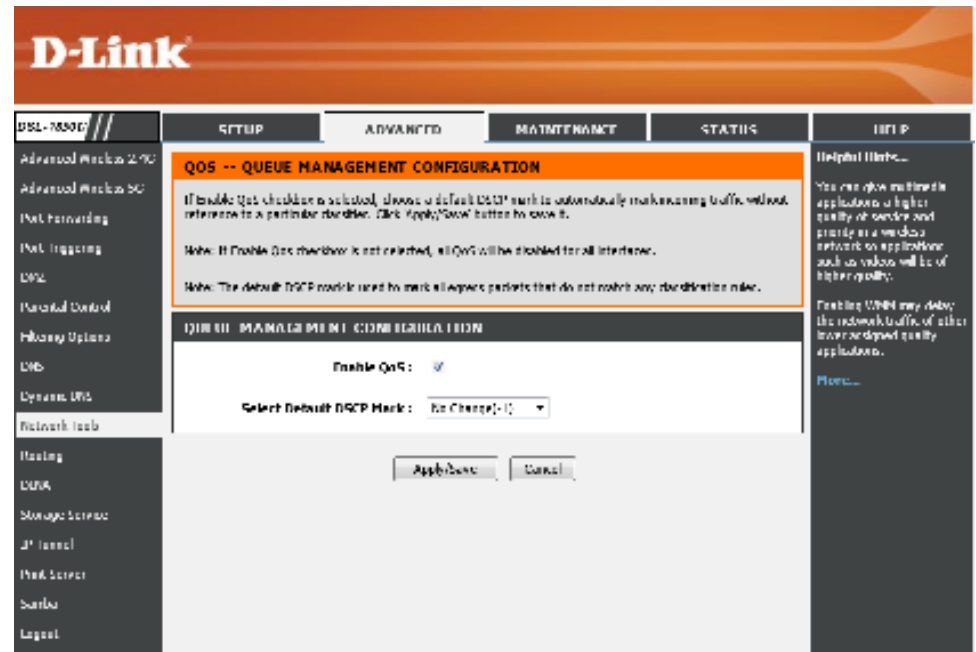 D-Link
SETUP
ADVANCED
MAINTENANCE
STATUS
HELP
Advanced Wireless 2.4G
Advanced Wireless 5G
Port Forwarding
Port Triggering
DMZ
Parental Control
Filtering Options
DNS
Dynamic DNS
Network Tools
Routing
DLNA
Storage Service
IP Tunnel
Print Server
Samba
Logout
QOS -- QUEUE MANAGEMENT CONFIGURATION
If Enable QoS checkbox is selected, choose a default DSCP mark to automatically mark incoming traffic without
reference to a particular classifier. Click 'Apply/Save' button to save it.
Note: If Enable Qos checkbox is not selected, all QoS will be disabled for all interfaces.
Note: The default DSCP mark is used to mark all egress packets that do not match any classification rules.
QUEUE MANAGEMENT CONFIGURATION
Enable QoS :
Select Default DSCP Mark : No Change(-1)
Apply/Save
Cancel
Helpful Hints...
You can give multimedia
applications a higher
quality of service and
priority in a wireless
network so applications
such as videos will be of
higher quality.
Enabling WMM may delay
the network traffic of other
lower assigned quality
applications.
More...